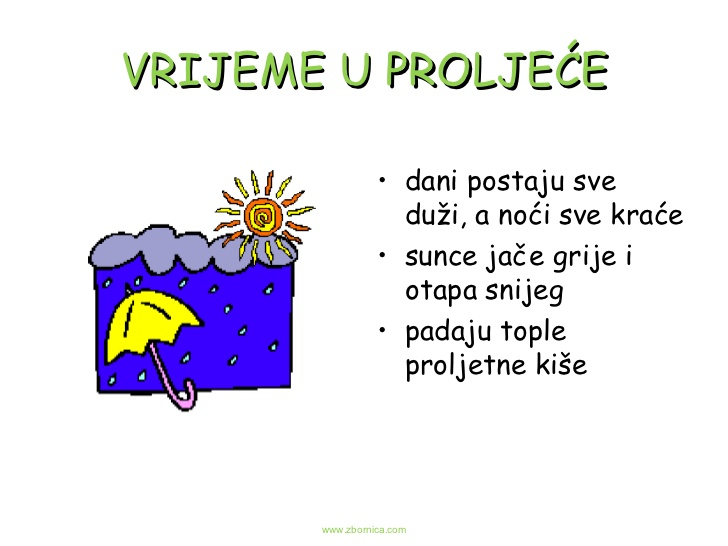 VRIJEME U PROLJEĆE
• dani postaju sve
duži, a noći sve kraće
• sunce jače grije i
otapa snijeg
• padaju tople
proljetne kiše
www.zbornica.com